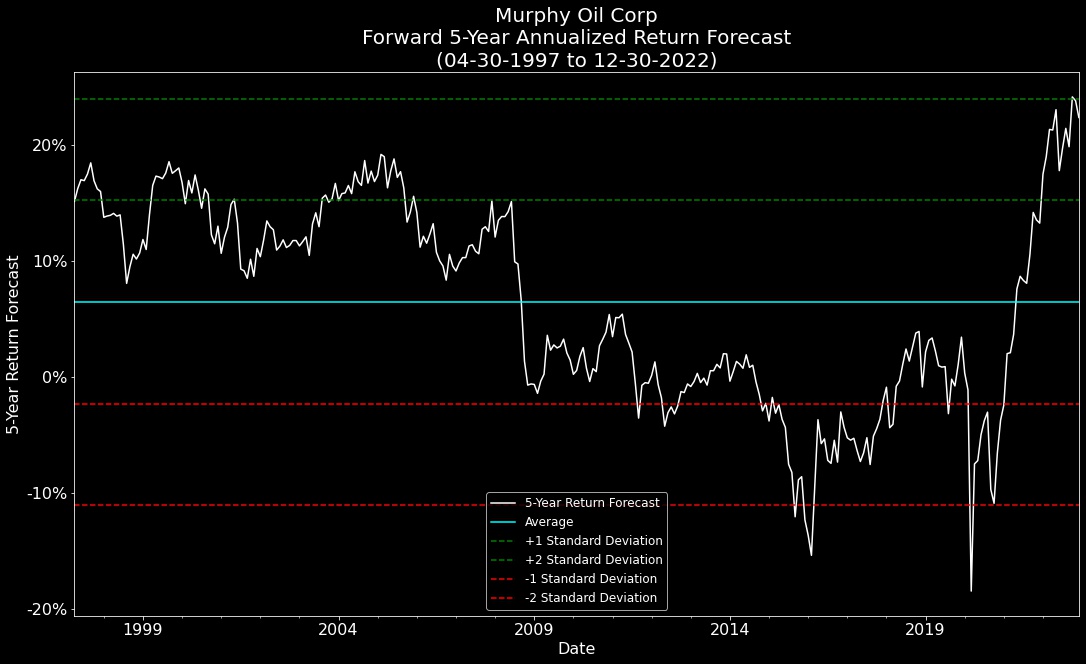 Murphy Oil Corp
Forward 5-Year Annualized Return Forecast
(04-30-1997 to 12-30-2022)
5-Year Return Forecast
20%
10%
0%
-10%
-20%
5-Year Return Forecast
Average
+1 Standard Deviation
+2 Standard Deviation
-1 Standard Deviation
-2 Standard Deviation
1999
2004
2009
2014
2019
Date